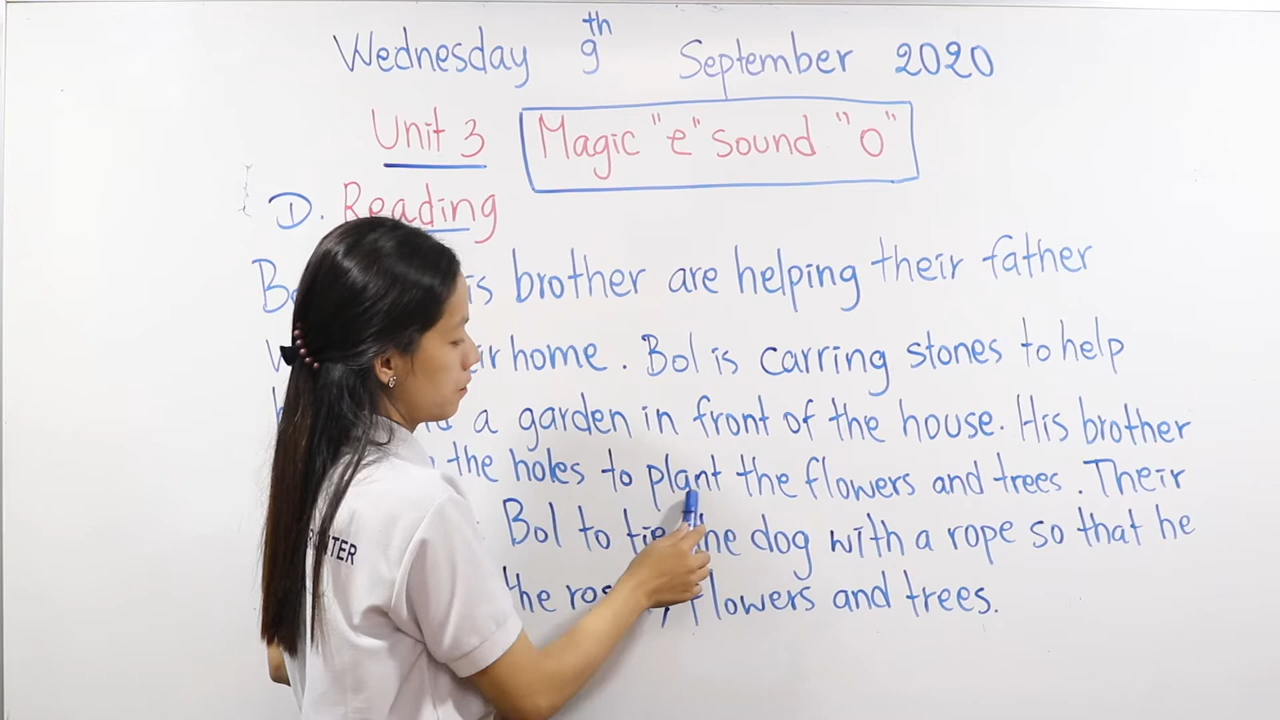 Wednesday 9th September 2020
Unit 3 Magic "e" sound "o"
D. Reading
brother are helping their father
home. Bol is carring stones to help
a garden in front of the house. His brother
the holes to plant the flowers and trees. Their
Bol to tie the dog with a rope so that he
the flowers and trees.